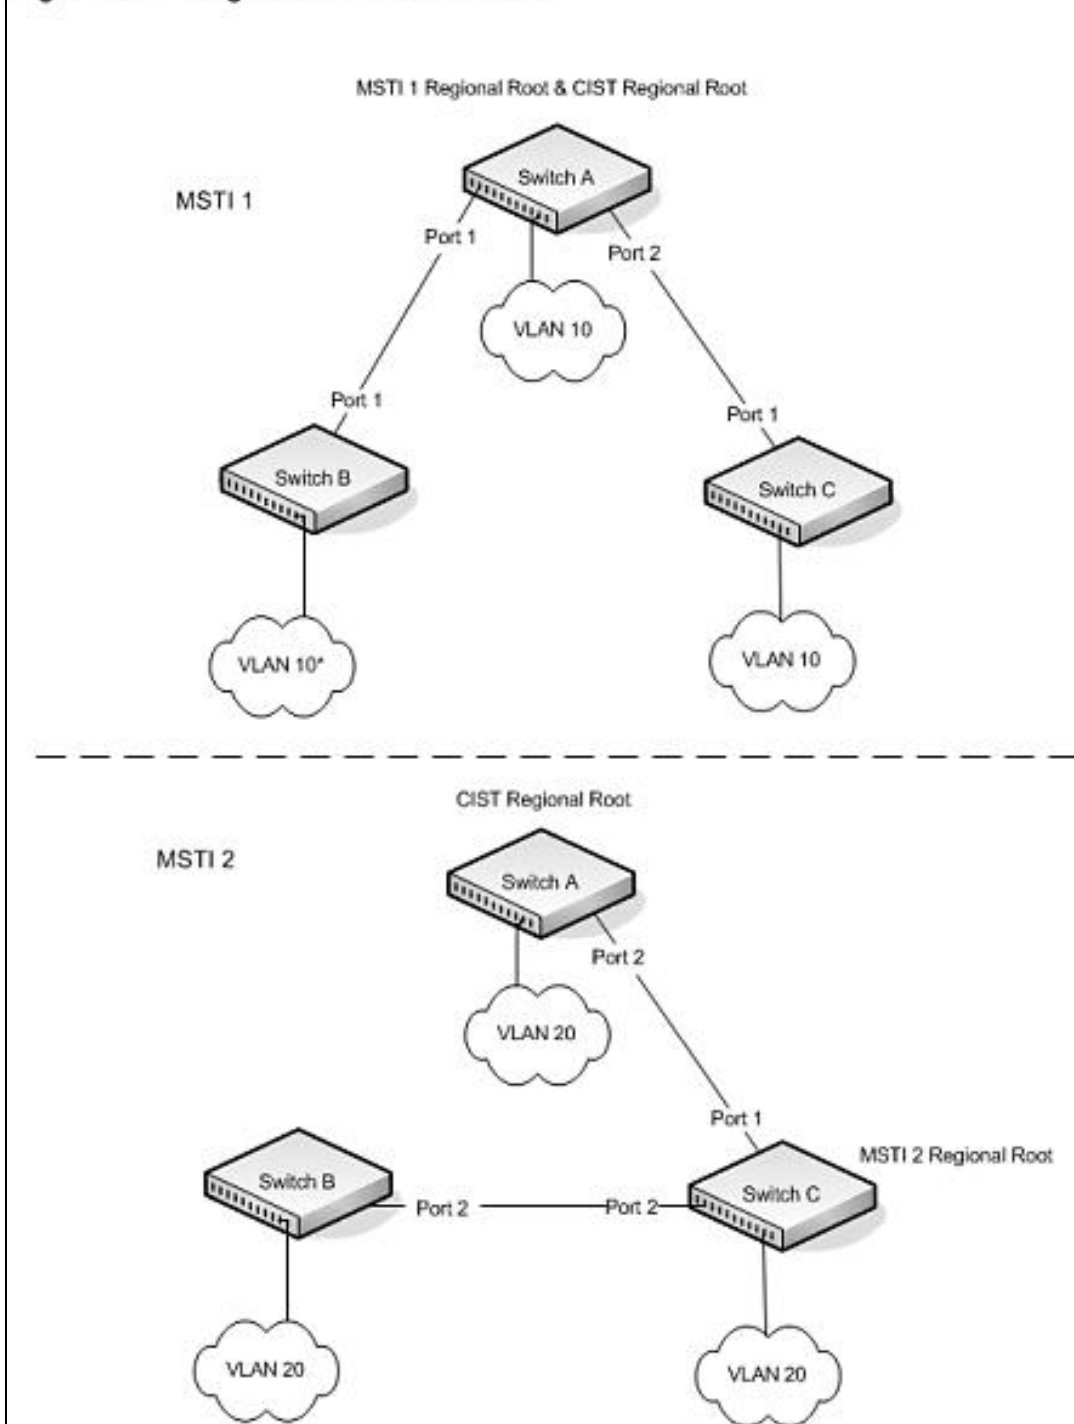 MSTI 1 Regional Root & CIST Regional Root
MSTI 1
Switch A
Port 1
Port 2
VLAN 10
Port 1
Port 1
Switch B
Switch C
VLAN 10*
VLAN 10
CIST Regional Root
MSTI 2
Switch A
Port 2
VLAN 20
Port 1
MSTI 2 Regional Root
Switch B
Switch C
Port 2
Port 2
VLAN 20
VLAN 20